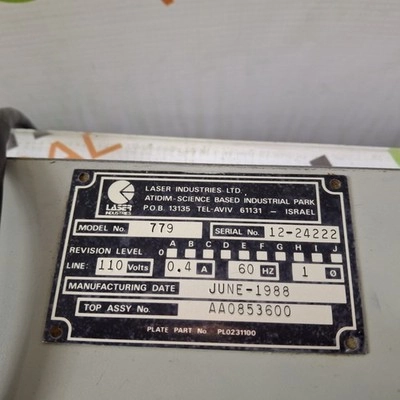 AL
LASER INDUSTRIES LTD.
ATIDIM-SCIENCE BASED INDUSTRIAL PARK
P.O.B. 13135 TEL-AVIV 61131 - ISRAEL
LASER
INDUSTRIES
MODEL No. 779 SERIAL No. 12-24222
A B C D E F G H I J
REVISION LEVEL 0
LINE: 110 Volts 0.4 A 60 HZ 1 Ø
MANUFACTURING DATE JUNE-1988
TOP ASSY No. AA0853600
PLATE PART No PL0231100